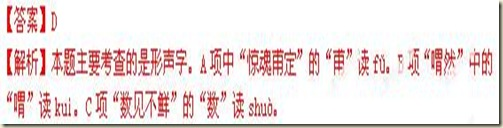 【答案】D
【解析】本题主要考查的是形声字。A项中“惊魂甫定”的“甫”读fǔ。B项“喟然”中的
“喟”读kuì。C项“数见不鲜”的“数”读shuò。